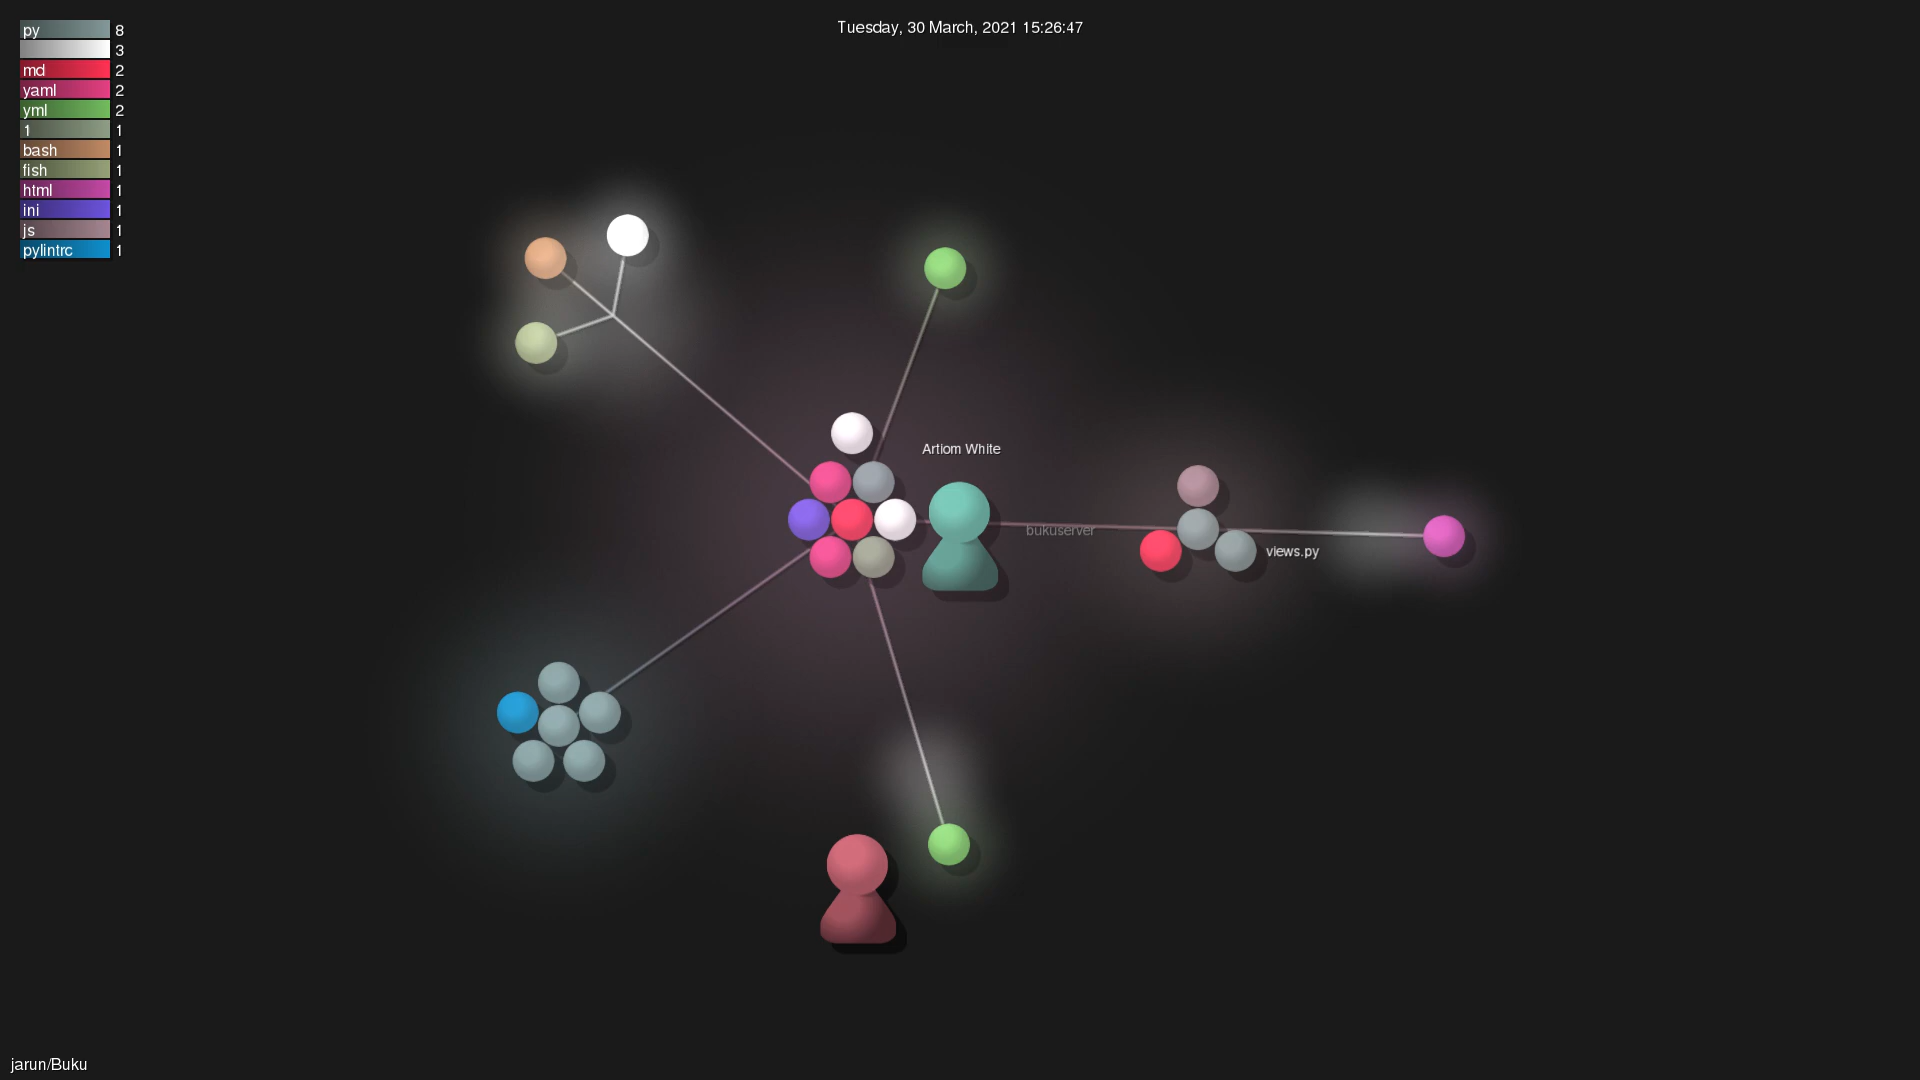 Tuesday, 30 March, 2021 15:26:47
py 8
3
md 2
yaml 2
yml 2
1 1
bash 1
fish 1
html 1
ini 1
js 1
pylintrc 1
Artiom White
bukuserver
views.py
jarun/Buku